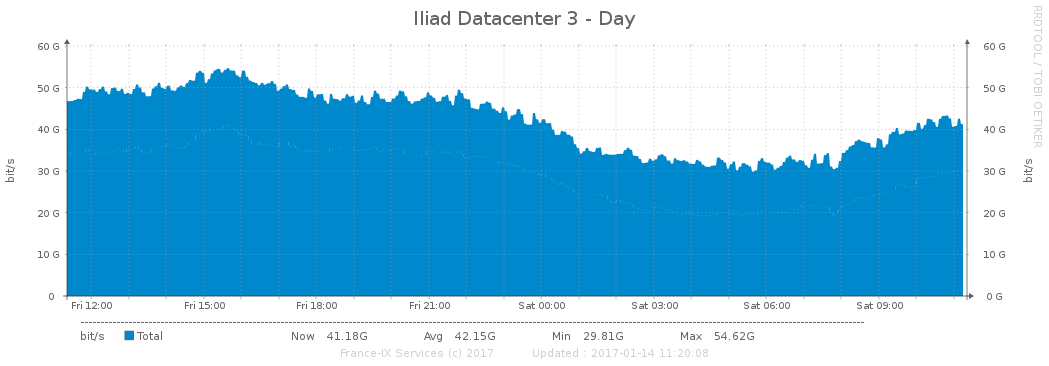 Iliad Datacenter 3 - Day
RRDTOOL / TOBI OETIKER
60 G 60 G
50 G 50 G
40 G 40 G
30 G 30 G
20 G 20 G
10 G 10 G
0 0 G
bit/s bit/s
Fri 12:00 Fri 15:00 Fri 18:00 Fri 21:00 Sat 00:00 Sat 03:00 Sat 06:00 Sat 09:00
bit/s Total Now 41.18G Avg 42.15G Min 29.81G Max 54.62G
France-IX Services (c) 2017 Updated : 2017-01-14 11:20:08